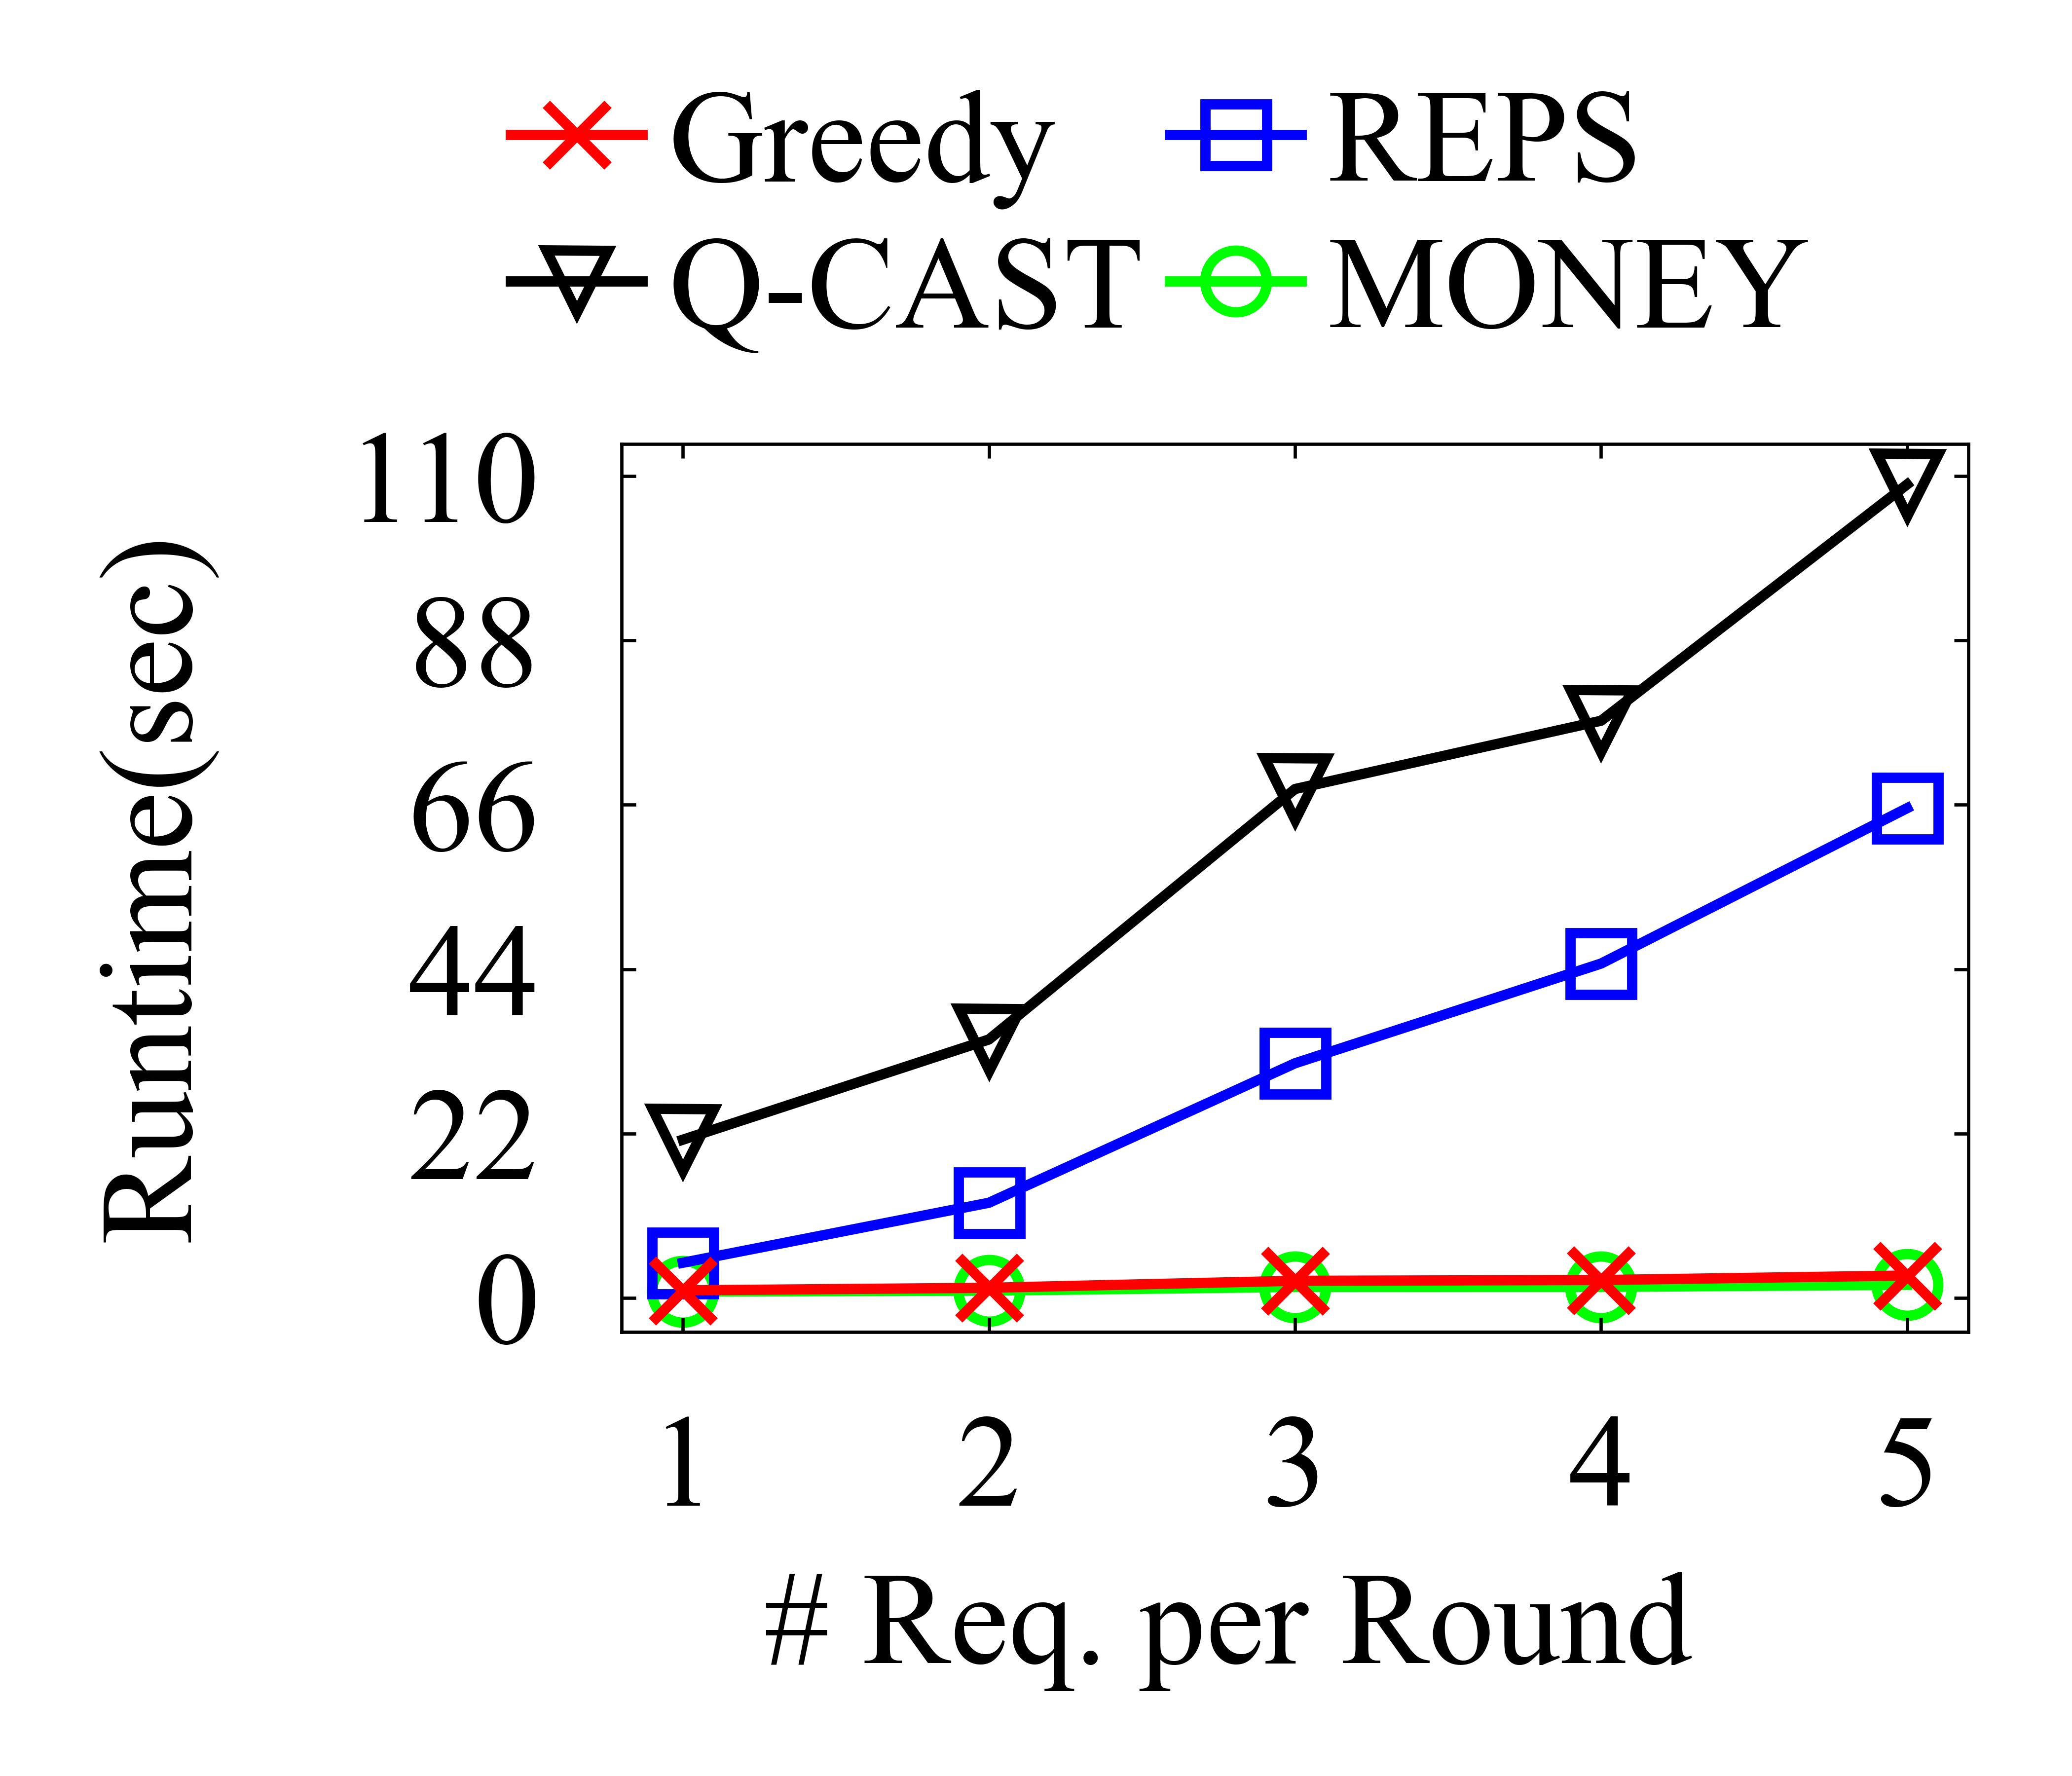 Greedy REPS
Q-CAST MONEY
110
88
66
44
22
0
Runtime(sec)
1 2 3 4 5
# Req. per Round